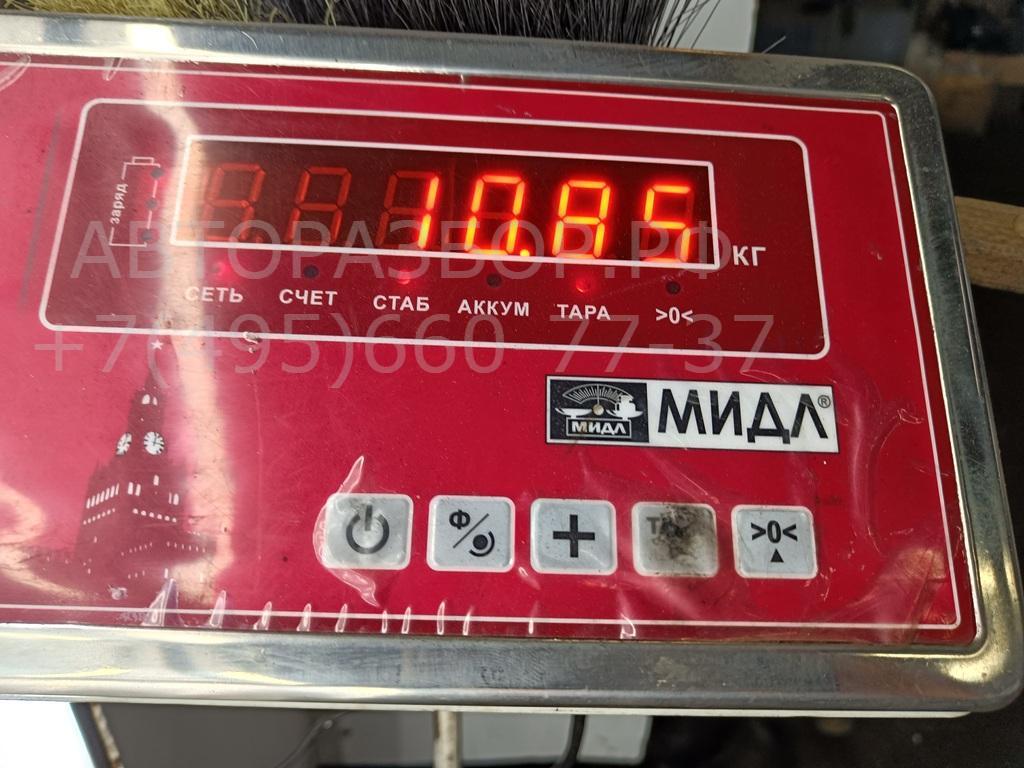 заряд
10.85
КГ
АВТОРАЗБОР.РФ
СЕТЬ СЧЕТ СТАБ АККУМ ТАРА >0<
+7(495)660 77-37
МИДЛ МИДЛ®
Ф + >0<